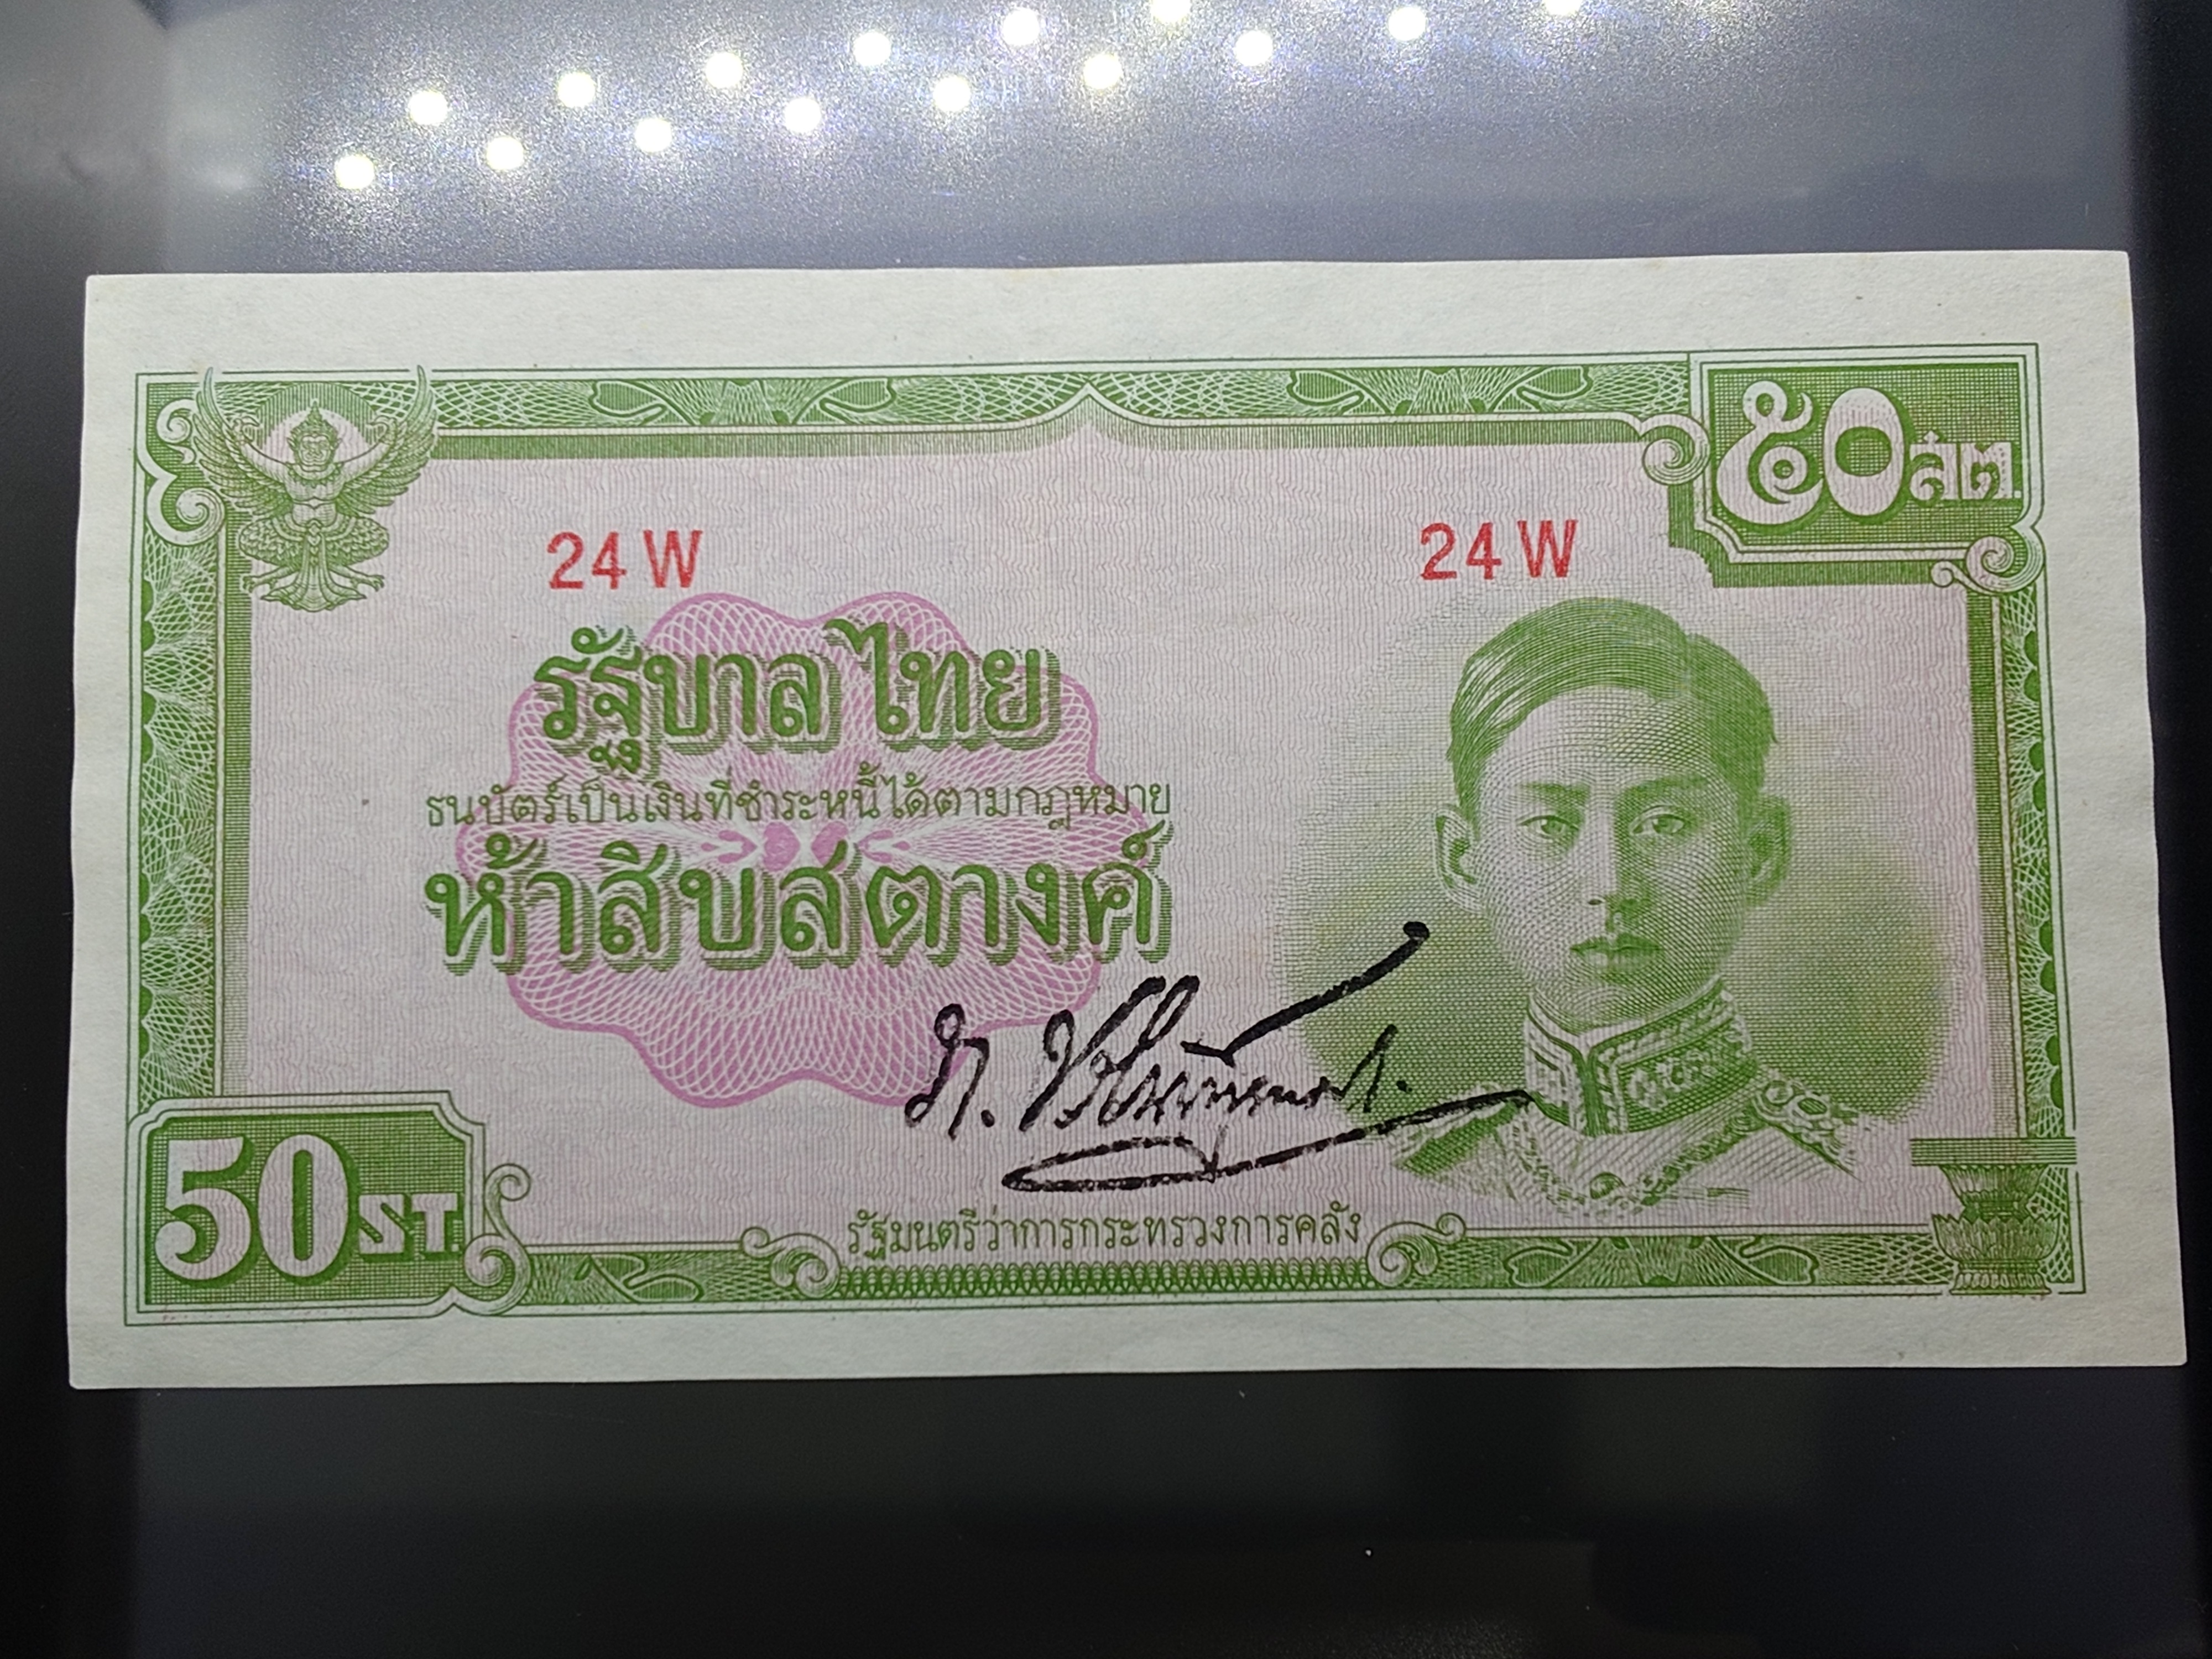 ๕๐ สต.
24 W 24 W
รัฐบาลไทย
ธนบัตร์เป็นเงินที่ชำระหนี้ได้ตามกฎหมาย
ห้าสิบสตางค์
50 ST.
รัฐมนตรีว่าการกระทรวงการคลัง